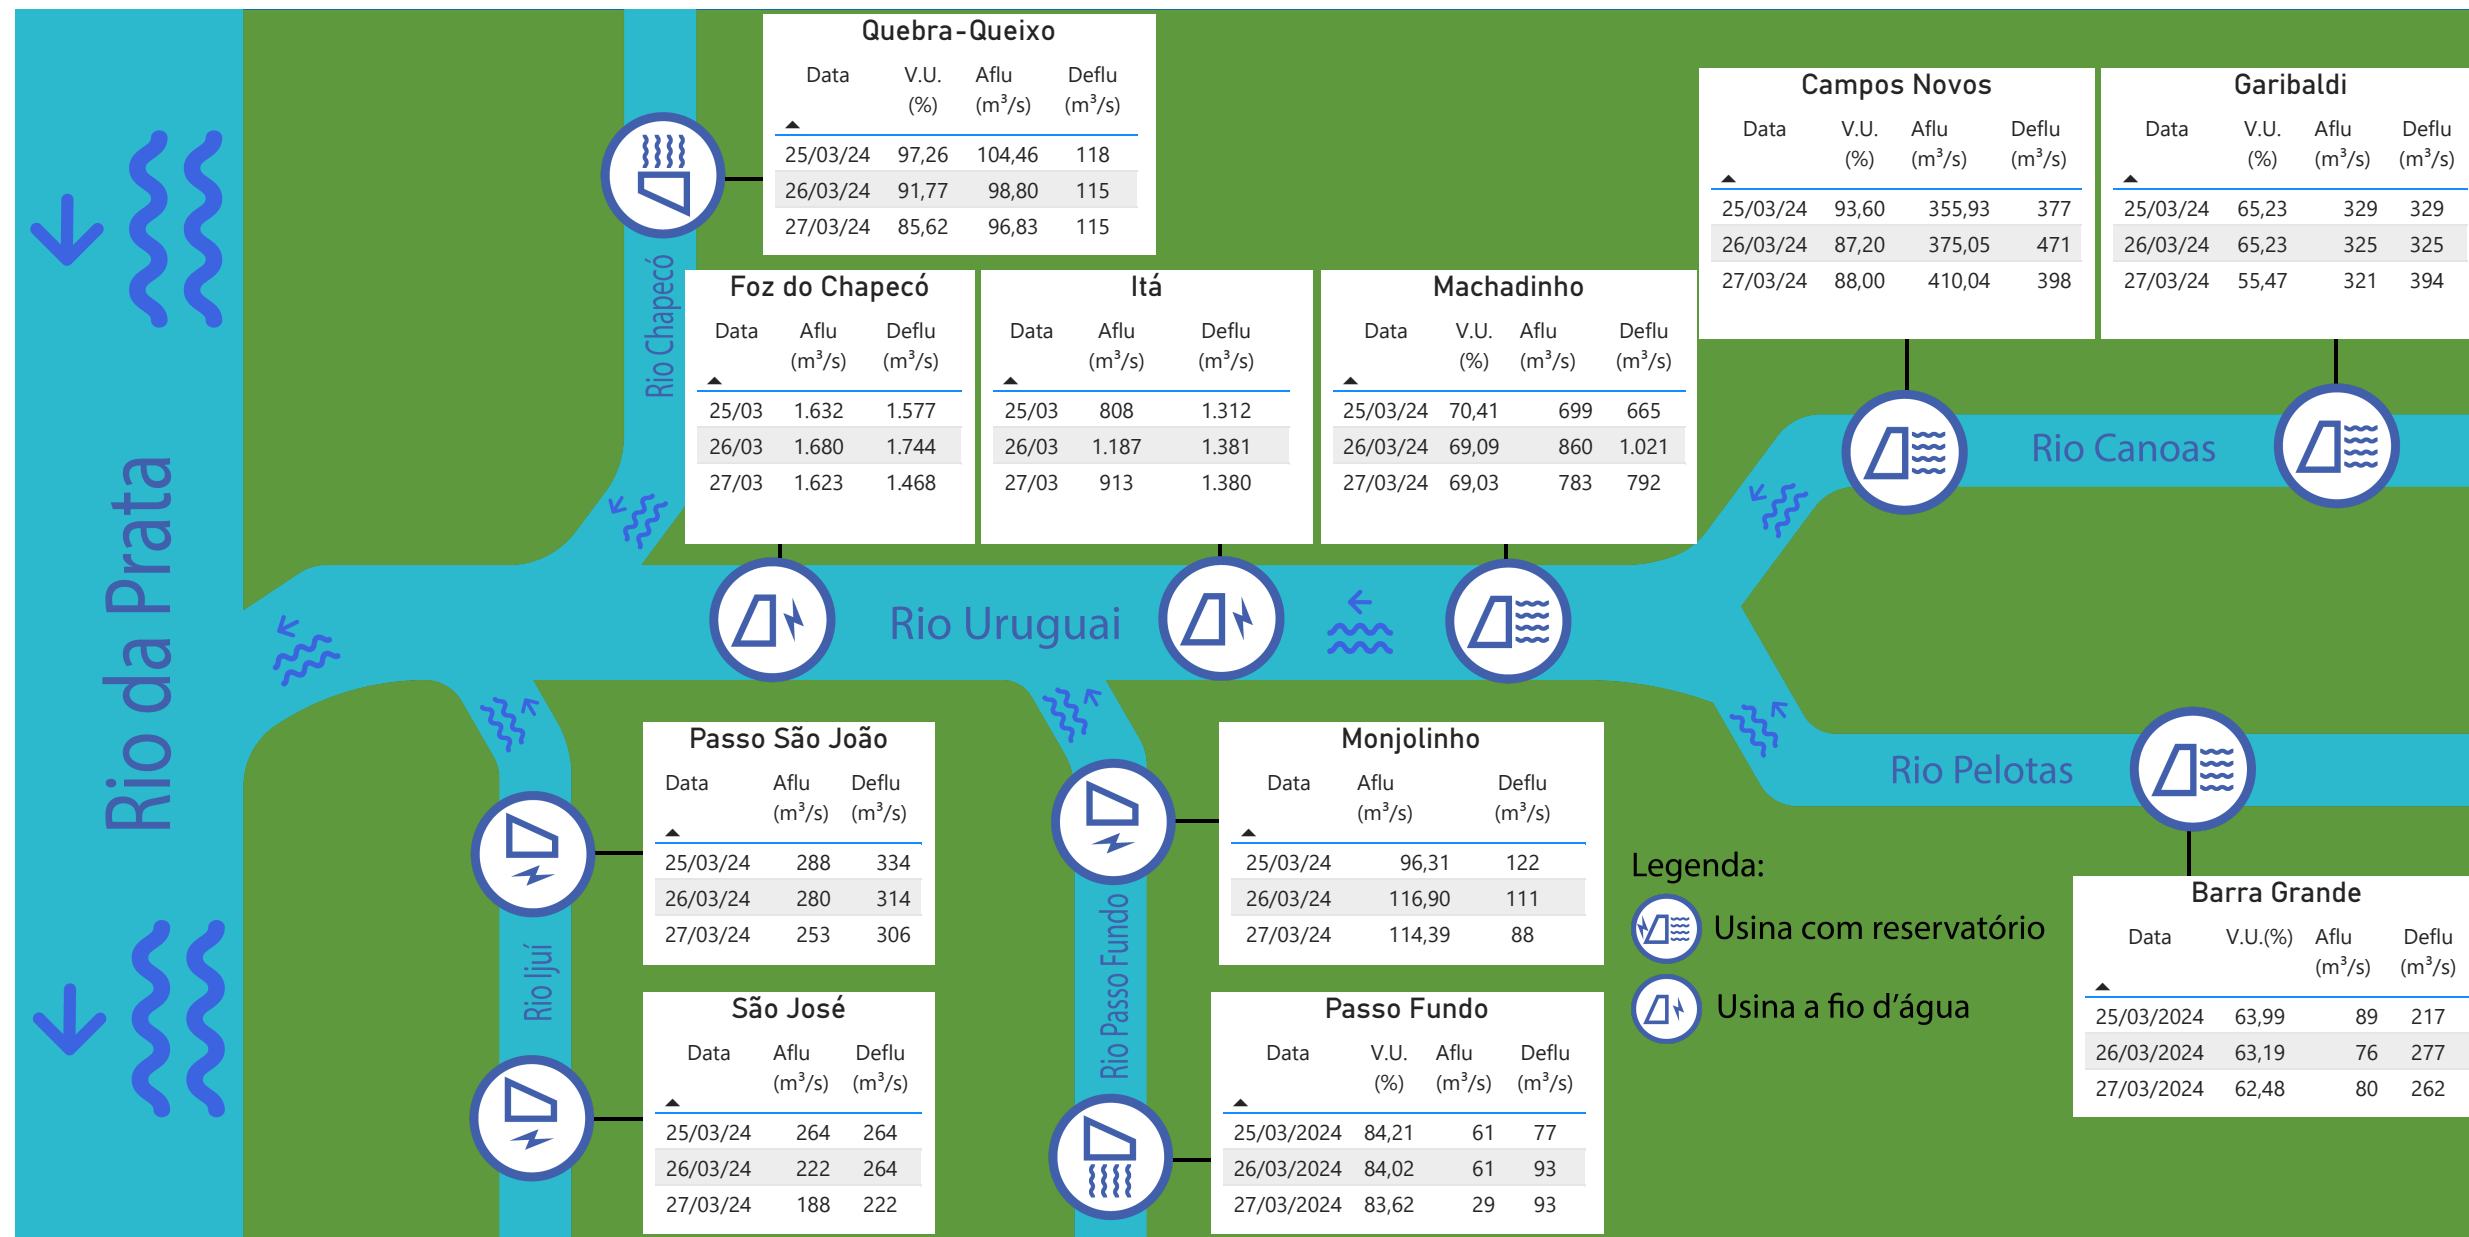 Quebra-Queixo
Data V.U. (%) Aflu (m³/s) Deflu (m³/s)
25/03/24 97,26 104,46 118
26/03/24 91,77 98,80 115
27/03/24 85,62 96,83 115
Campos Novos
Data V.U. (%) Aflu (m³/s) Deflu (m³/s)
25/03/24 93,60 355,93 377
26/03/24 87,20 375,05 471
27/03/24 88,00 410,04 398
Garibaldi
Data V.U. (%) Aflu (m³/s) Deflu (m³/s)
25/03/24 65,23 329 329
26/03/24 65,23 325 325
27/03/24 55,47 321 394
Rio Chapecó
Foz do Chapecó
Data Aflu (m³/s) Deflu (m³/s)
25/03 1.632 1.577
26/03 1.680 1.744
27/03 1.623 1.468
Itá
Data Aflu (m³/s) Deflu (m³/s)
25/03 808 1.312
26/03 1.187 1.381
27/03 913 1.380
Machadinho
Data V.U. (%) Aflu (m³/s) Deflu (m³/s)
25/03/24 70,41 699 665
26/03/24 69,09 860 1.021
27/03/24 69,03 783 792
Rio Canoas
Rio da Prata
Rio Uruguai
Rio Pelotas
Passo São João
Data Aflu (m³/s) Deflu (m³/s)
25/03/24 288 334
26/03/24 280 314
27/03/24 253 306
Monjolinho
Data Aflu (m³/s) Deflu (m³/s)
25/03/24 96,31 122
26/03/24 116,90 111
27/03/24 114,39 88
Legenda:
Usina com reservatório
Usina a fio d'água
Barra Grande
Data V.U.(%) Aflu (m³/s) Deflu (m³/s)
25/03/2024 63,99 89 217
26/03/2024 63,19 76 277
27/03/2024 62,48 80 262
Rio Ijuí
Rio Passo Fundo
São José
Data Aflu (m³/s) Deflu (m³/s)
25/03/24 264 264
26/03/24 222 264
27/03/24 188 222
Passo Fundo
Data V.U. (%) Aflu (m³/s) Deflu (m³/s)
25/03/2024 84,21 61 77
26/03/2024 84,02 61 93
27/03/2024 83,62 29 93